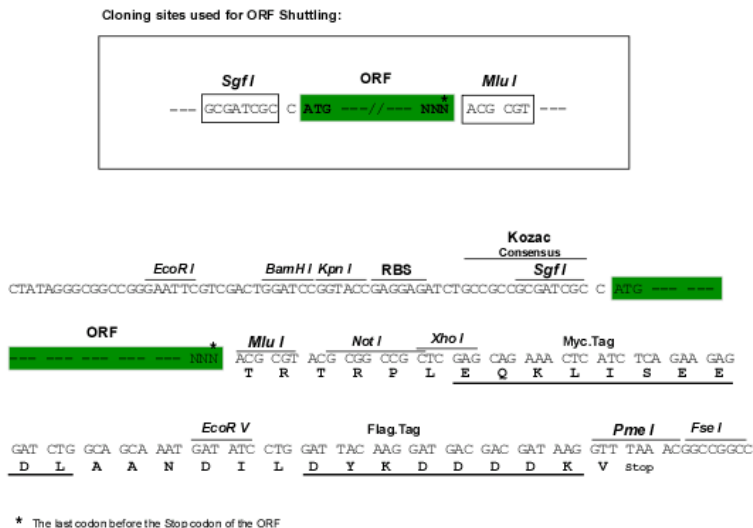 Cloning sites used for ORF Shuttling:
Sgf I ORF Mlu I
*
--- GCGATCGC C ATG ---//--- NNN ACG CGT ---
Kozac
Consensus
EcoR I BamH I Kpn I RBS Sgf I
CTATAGGGCGGCCGGGAATTCGTCGACTGGATCCGGTACCGAGGAGATCTGCCGCCGCGATCGC C ATG --- ---
ORF * Mlu I Not I Xho I Myc.Tag
--- --- --- --- --- --- NNN ACG CGT ACG CGG CCG CTC GAG CAG AAA CTC ATC TCA GAA GAG
T R T R P L E Q K L I S E E
EcoR V Flag.Tag Pme I Fse I
GAT CTG GCA GCA AAT GAT ATC CTG GAT TAC AAG GAT GAC GAC GAT AAG GTT TAA ACGGCCGGCC
D L A A N D I L D Y K D D D D K V Stop
* The last codon before the Stop codon of the ORF